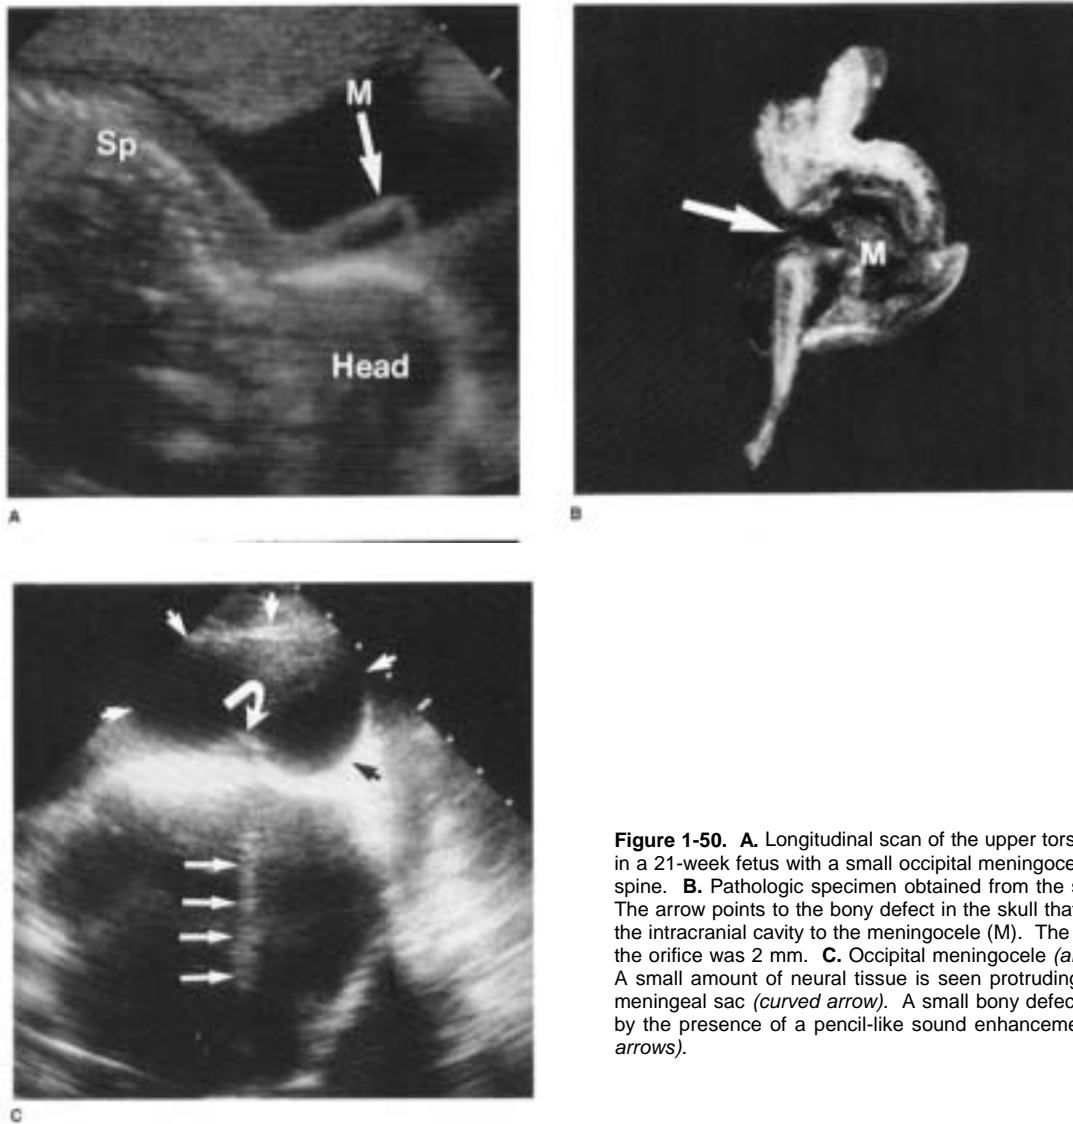 M
Sp
Head
A
M
B
C
Figure 1-50. A. Longitudinal scan of the upper tors
in a 21-week fetus with a small occipital meningoce
spine. B. Pathologic specimen obtained from the s
The arrow points to the bony defect in the skull that
the intracranial cavity to the meningocele (M). The
the orifice was 2 mm. C. Occipital meningocele (a
A small amount of neural tissue is seen protruding
meningeal sac (curved arrow). A small bony defec
by the presence of a pencil-like sound enhanceme
arrows).